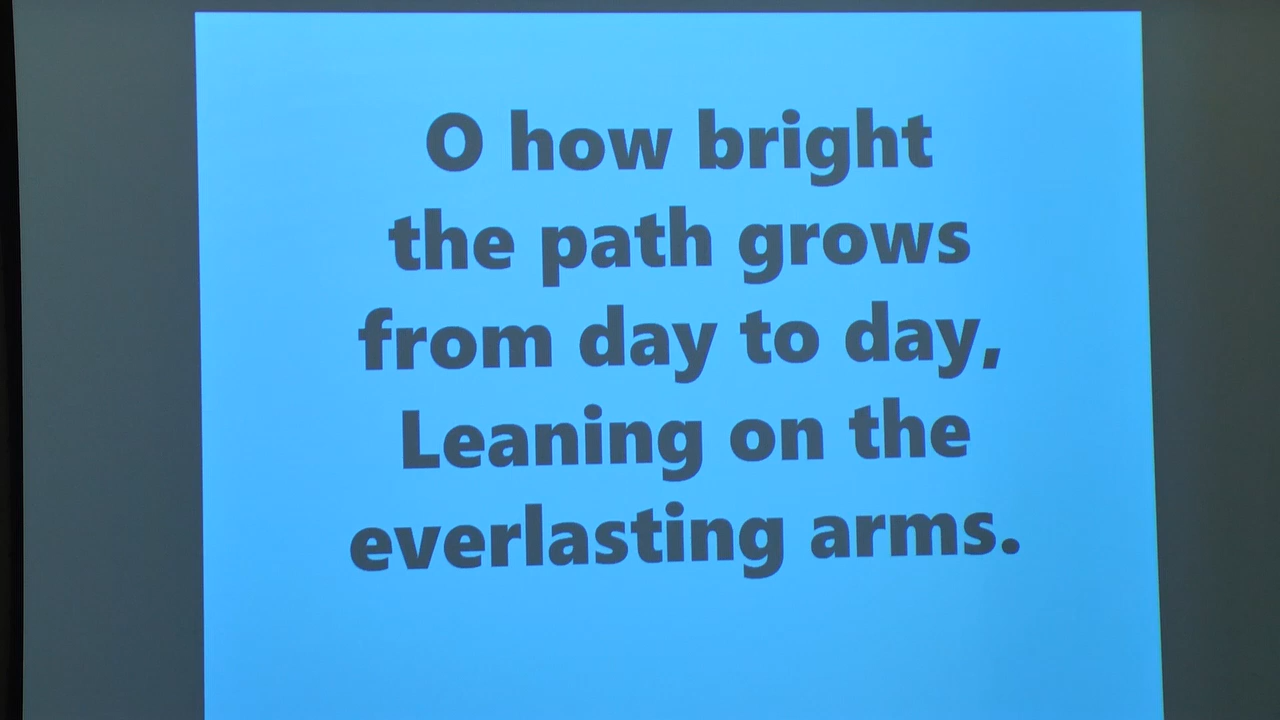 O how bright
the path grows
from day to day,
Leaning on the
everlasting arms.